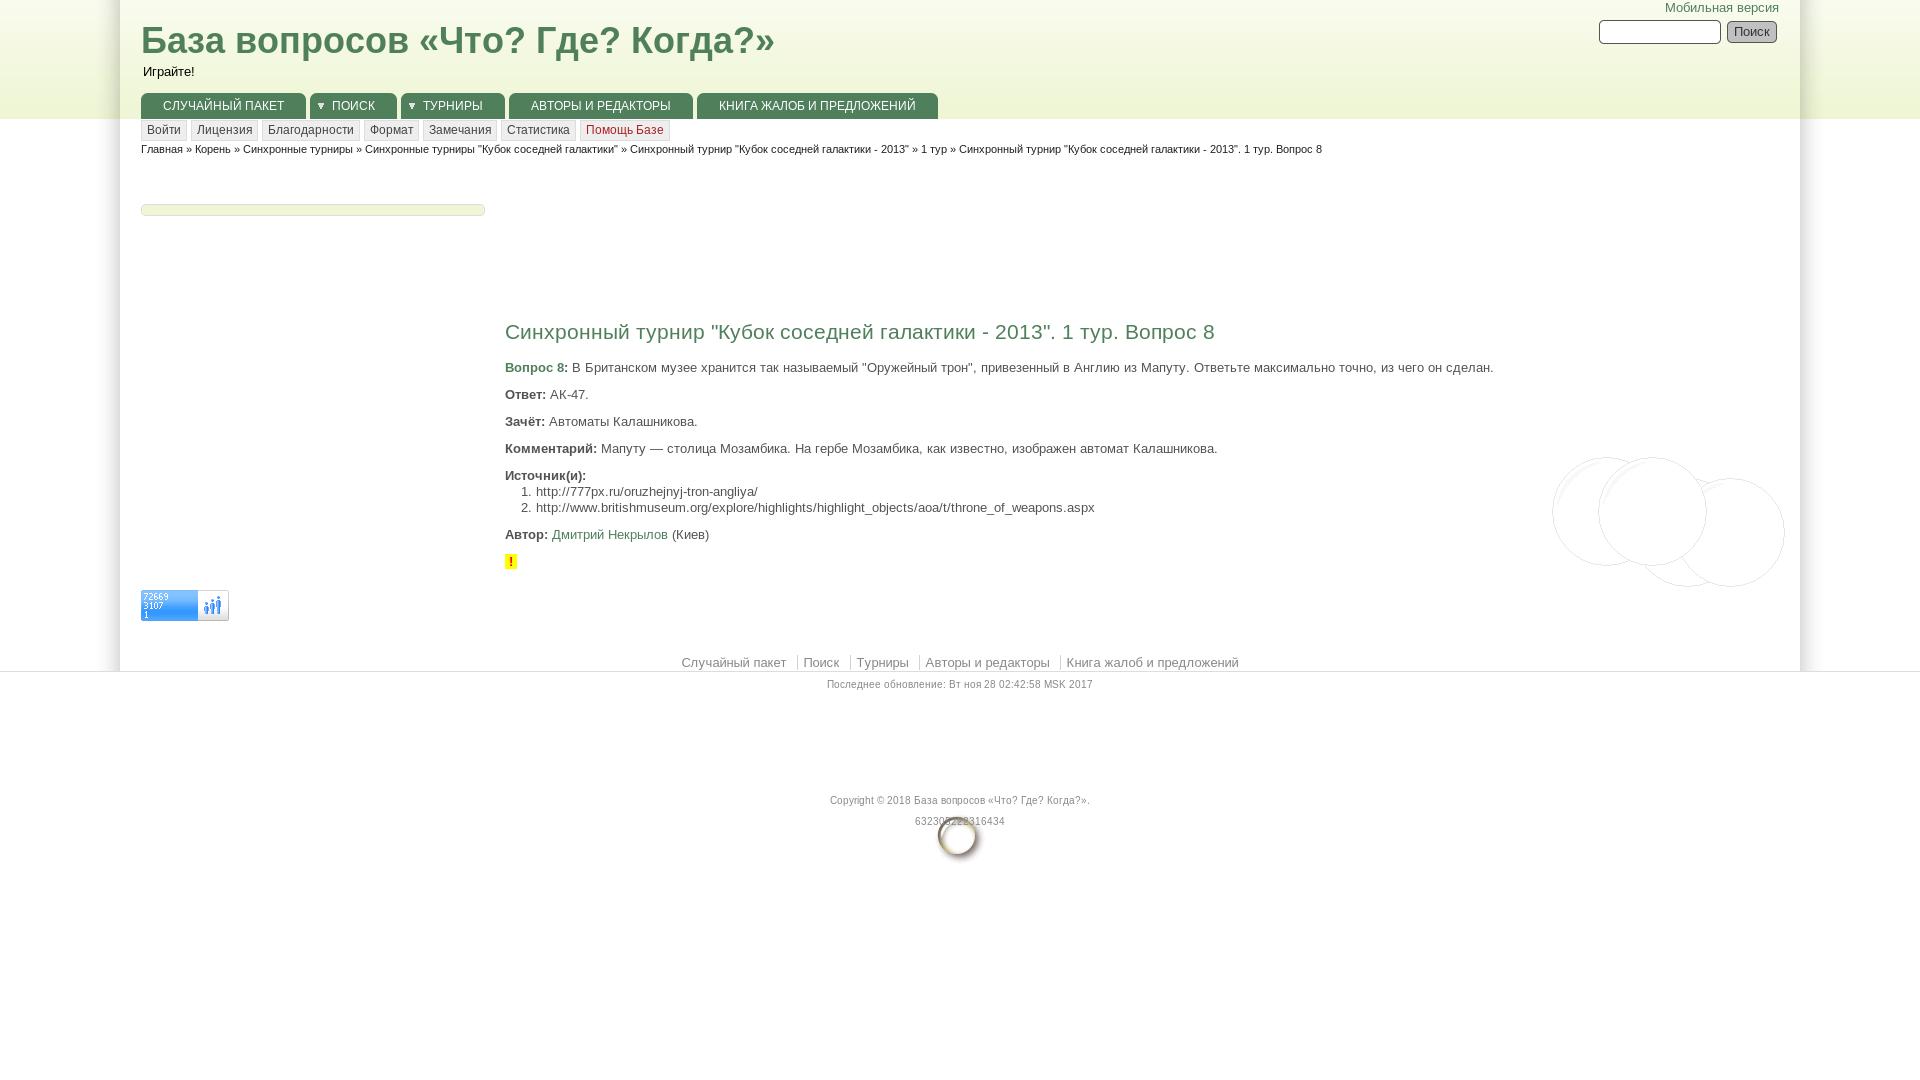 Мобильная версия
База вопросов «Что? Где? Когда?»
Поиск
Играйте!
СЛУЧАЙНЫЙ ПАКЕТ ПОИСК ТУРНИРЫ АВТОРЫ И РЕДАКТОРЫ КНИГА ЖАЛОБ И ПРЕДЛОЖЕНИЙ
Войти Лицензия Благодарности Формат Замечания Статистика Помощь Базе
Главная » Корень » Синхронные турниры » Синхронные турниры "Кубок соседней галактики" » Синхронный турнир "Кубок соседней галактики - 2013" » 1 тур » Синхронный турнир "Кубок соседней галактики - 2013". 1 тур. Вопрос 8
Синхронный турнир "Кубок соседней галактики - 2013". 1 тур. Вопрос 8
Вопрос 8: В Британском музее хранится так называемый "Оружейный трон", привезенный в Англию из Мапуту. Ответьте максимально точно, из чего он сделан.
Ответ: АК-47.
Зачёт: Автоматы Калашникова.
Комментарий: Мапуту — столица Мозамбика. На гербе Мозамбика, как известно, изображен автомат Калашникова.
Источник(и):
1. http://777px.ru/oruzhejnyj-tron-angliya/
2. http://www.britishmuseum.org/explore/highlights/highlight_objects/aoa/t/throne_of_weapons.aspx
Автор: Дмитрий Некрылов (Киев)
!
72669
3107
1
Случайный пакет Поиск Турниры Авторы и редакторы Книга жалоб и предложений
Последнее обновление: Вт ноя 28 02:42:58 MSK 2017
Copyright © 2018 База вопросов «Что? Где? Когда?».